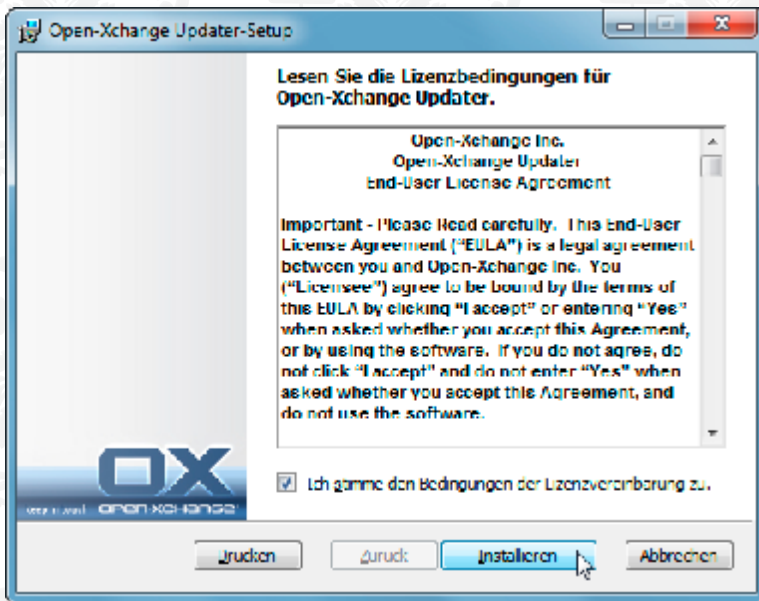 Open-Xchange Updater-Setup
Lesen Sie die Lizenzbedingungen für
Open-Xchange Updater.
Open-Xchange Inc.
Open-Xchange Updater
End-User License Agreement
Important - Please Read carefully. This End-User
License Agreement ("EULA") is a legal agreement
between you and Open-Xchange Inc. You
("Licensee") agree to be bound by the terms of
this EULA by clicking "I accept" or entering "Yes"
when asked whether you accept this Agreement,
or by using the software. If you do not agree, do
not click "I accept" and do not enter "Yes" when
asked whether you accept this Agreement, and
do not use the software.
OX
OPEN-XCHANGE
Ich stimme den Bedingungen der Lizenzvereinbarung zu.
Drucken
Zurück
Installieren
Abbrechen